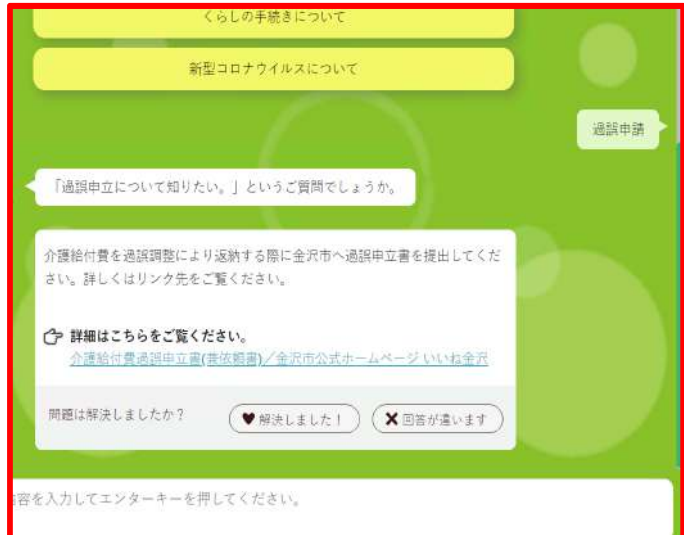 くらしの手続きについて
新型コロナウイルスについて
過誤申請
「過誤申立について知りたい。」というご質問でしょうか。
介護給付費を過誤調整により返納する際に金沢市へ過誤申立書を提出してくだ
さい。詳しくはリンク先をご覧ください。
詳細はこちらをご覧ください。
介護給付費過誤申立書(兼依頼書)／金沢市公式ホームページ いいね金沢
問題は解決しましたか？
解決しました！
回答が違います
容を入力してエンターキーを押してください。